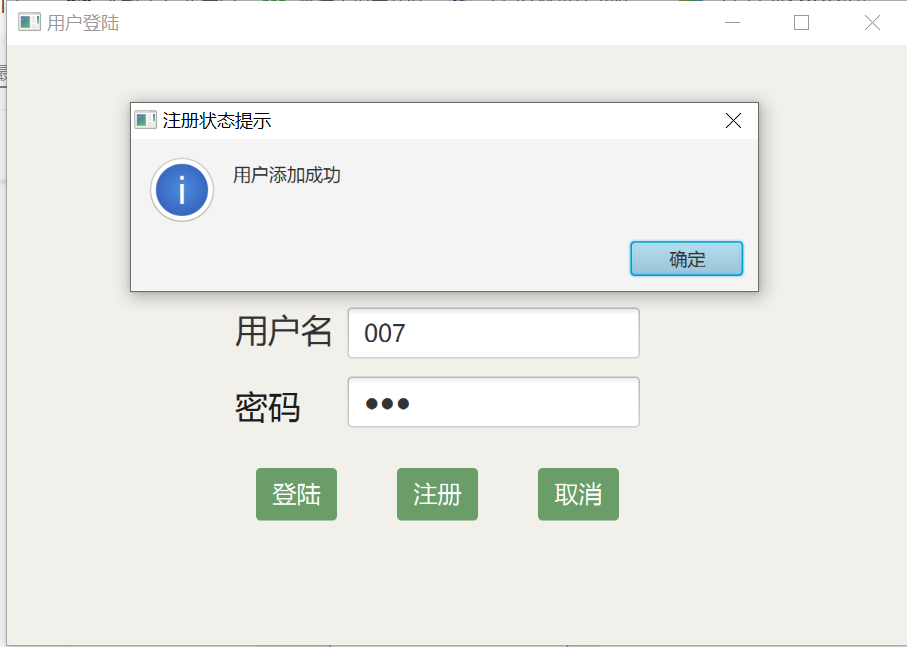 用户登陆
注册状态提示
用户添加成功
确定
用户名 007
密码 ●●●
登陆 注册 取消